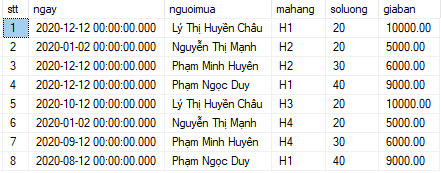 stt ngay nguoimua mahang soluong giaban
1 2020-12-12 00:00:00.000 Lý Thị Huyền Châu H1 20 10000.00
2 2020-01-02 00:00:00.000 Nguyễn Thị Mạnh H2 20 5000.00
3 2020-12-12 00:00:00.000 Phạm Minh Huyên H2 30 6000.00
4 2020-12-12 00:00:00.000 Phạm Ngọc Duy H1 40 9000.00
5 2020-10-12 00:00:00.000 Lý Thị Huyền Châu H3 20 10000.00
6 2020-01-02 00:00:00.000 Nguyễn Thị Mạnh H4 20 5000.00
7 2020-09-12 00:00:00.000 Phạm Minh Huyên H4 30 6000.00
8 2020-08-12 00:00:00.000 Phạm Ngọc Duy H1 40 9000.00